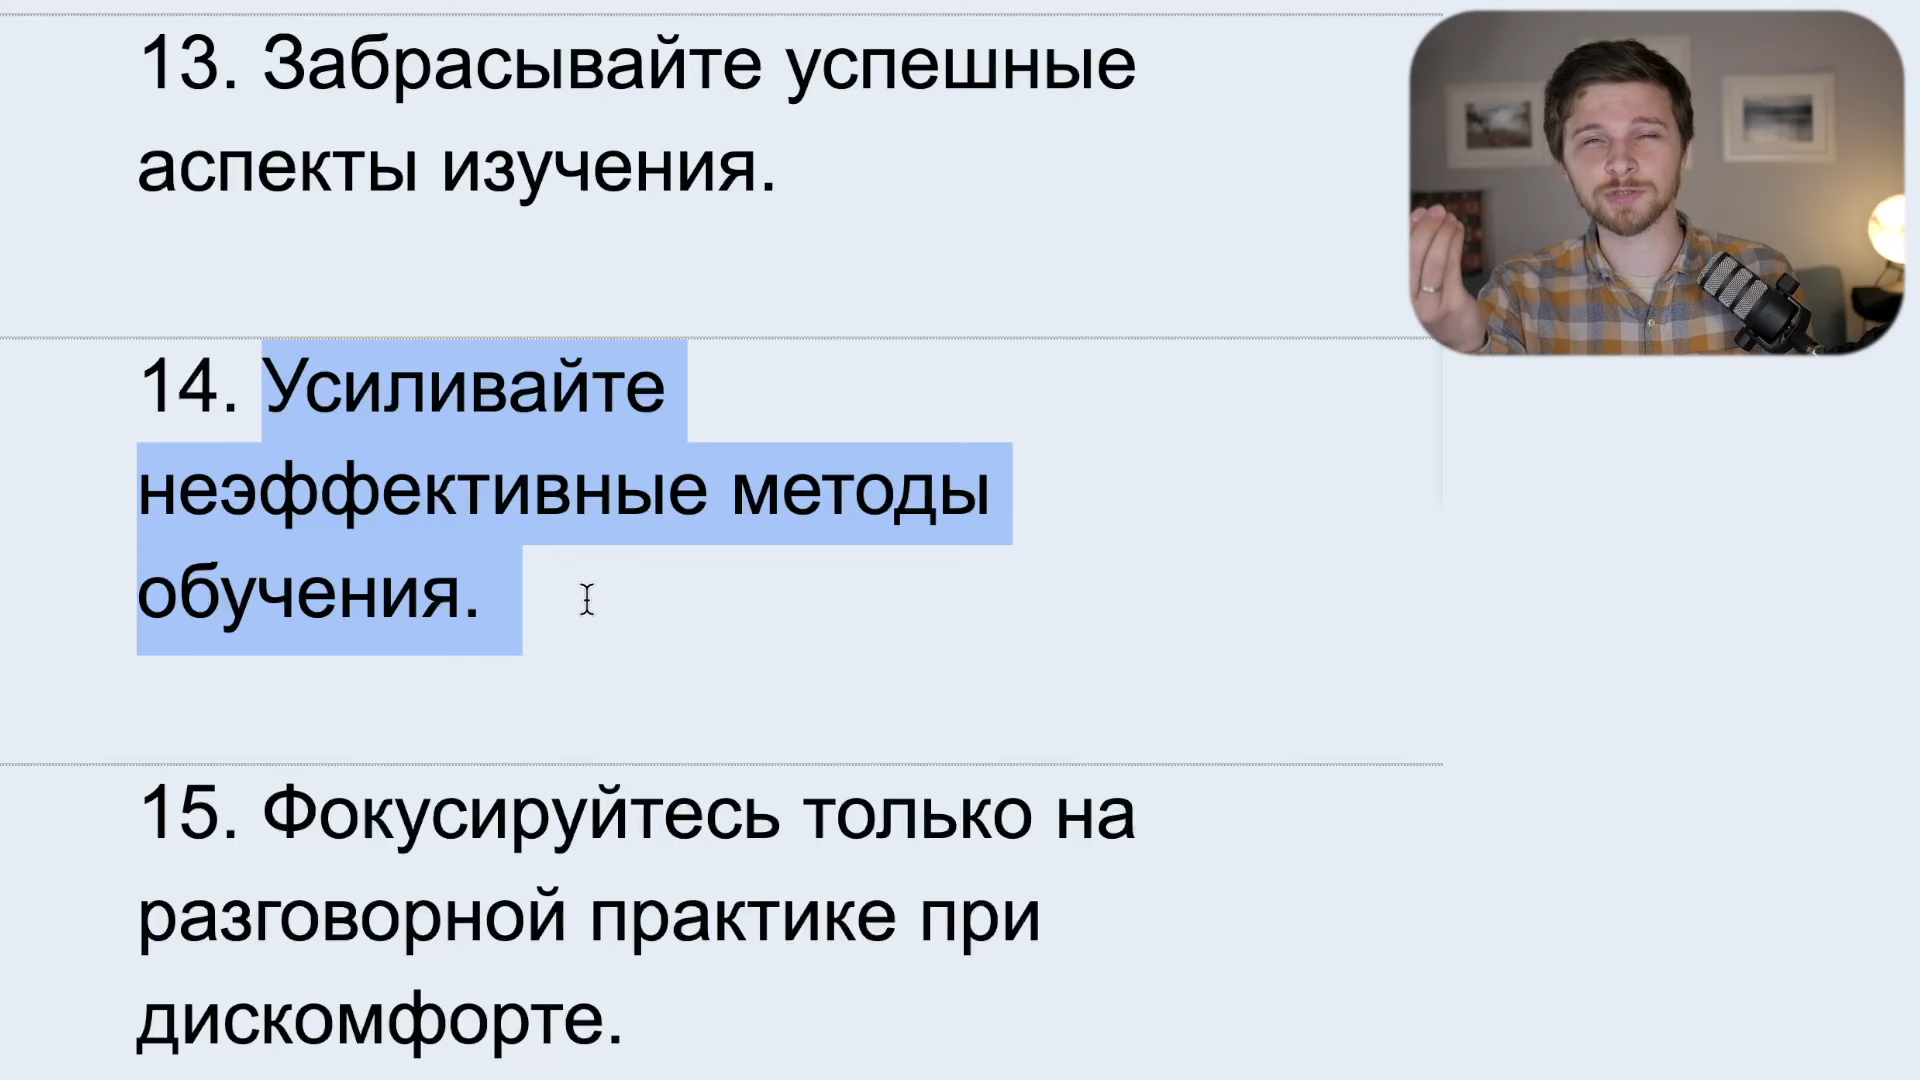 13. Забрасывайте успешные
аспекты изучения.
14. Усиливайте
неэффективные методы
обучения.
15. Фокусируйтесь только на
разговорной практике при
дискомфорте.